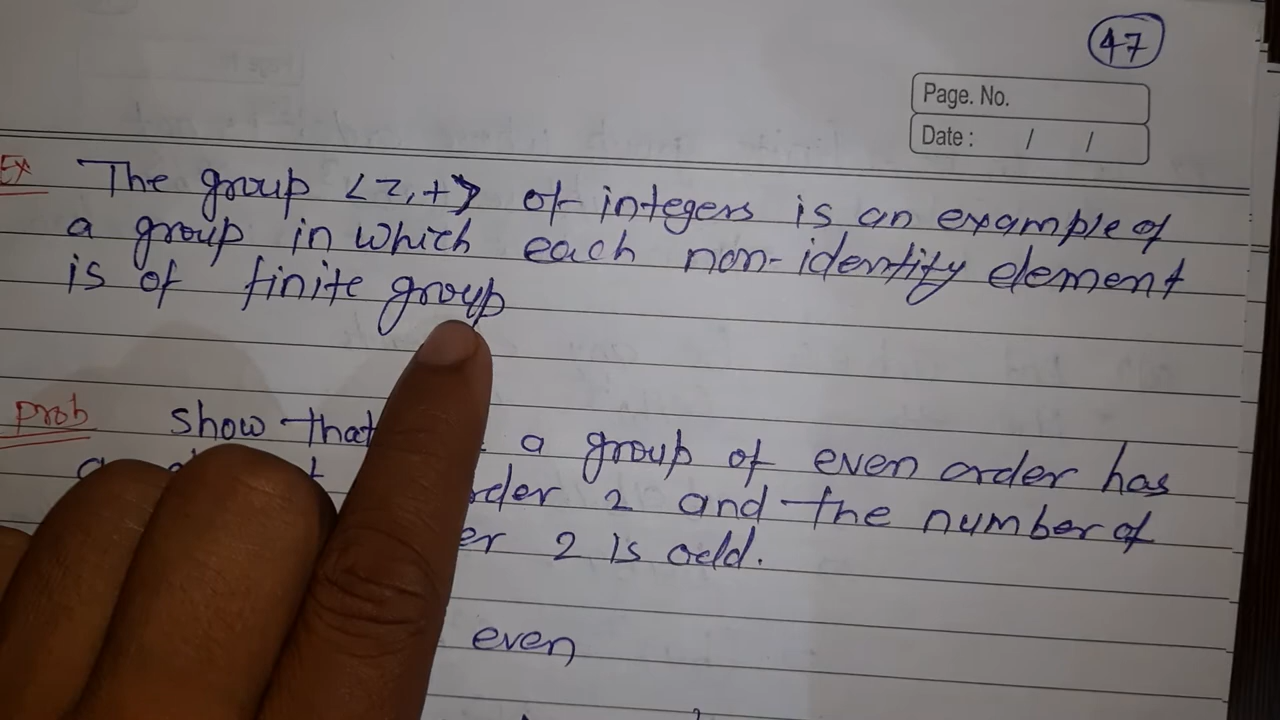 47
Page. No.
Date : / /
Ex The group <Z, +> of integers is an example of
a group in which each non-identity element
is of finite group
Prob Show that a group of even order has
a order 2 and the number of
er 2 is odd.
even